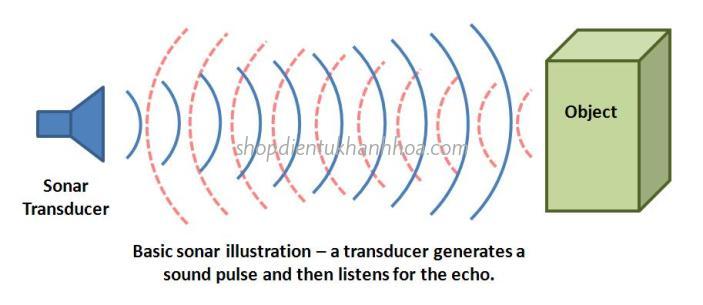 Object
shopdientukhanhhoa.com
Sonar
Transducer
Basic sonar illustration – a transducer generates a
sound pulse and then listens for the echo.